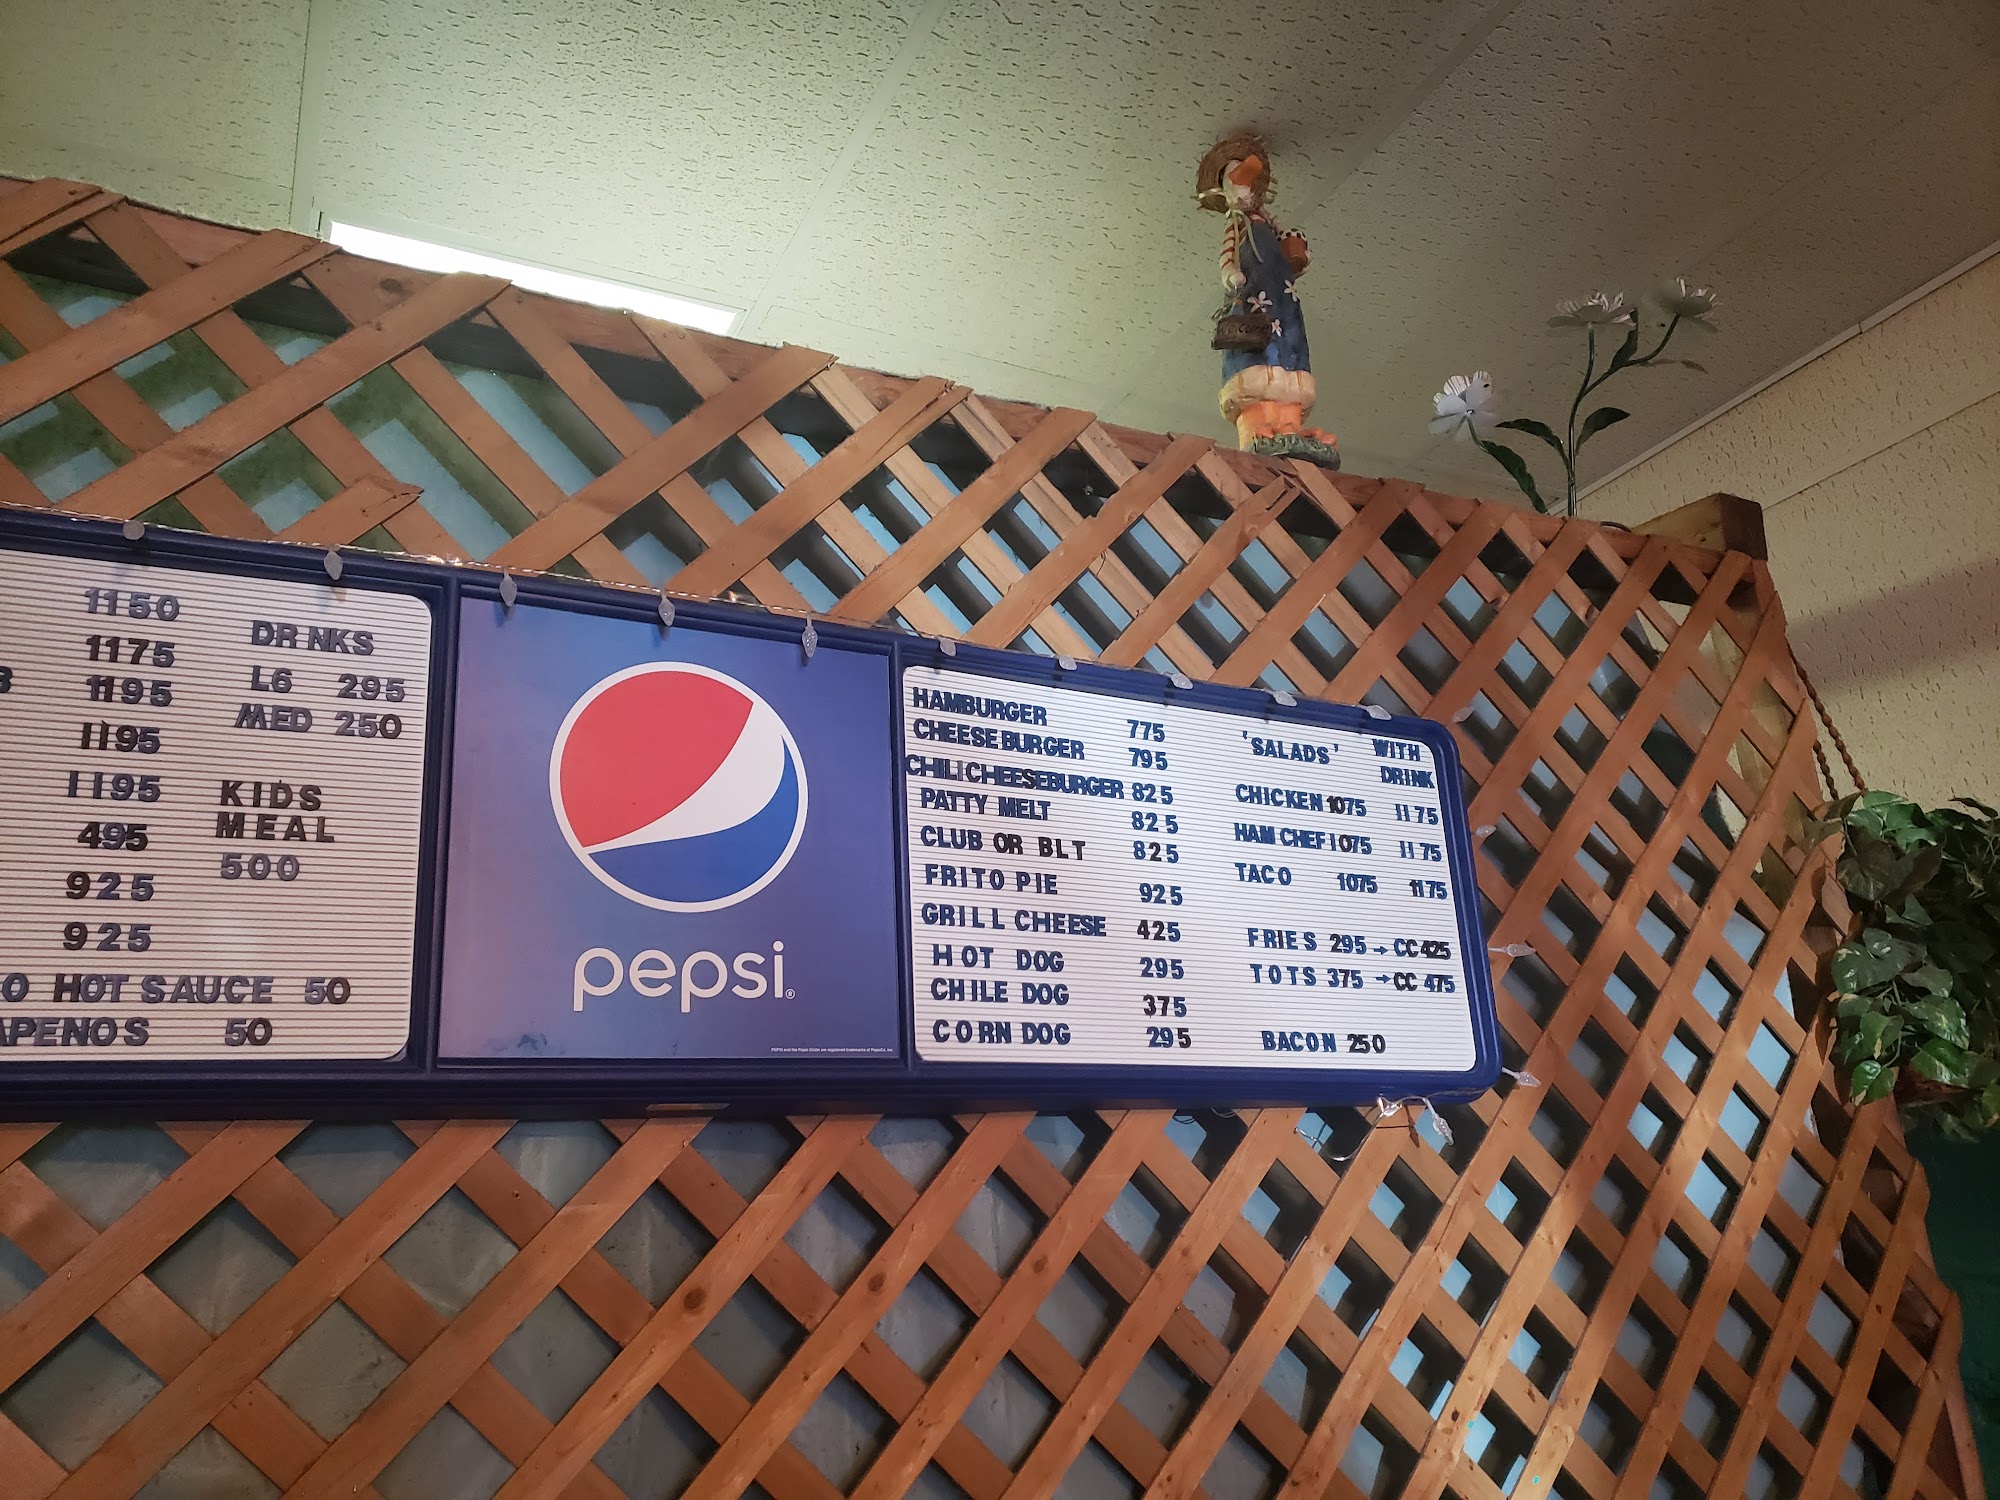 1150
1175
1195
1195
1195
495
925
925
O HOT SAUCE 50
APENOS 50
DR NKS
L6 295
MED 250
KIDS
MEAL
500
pepsi®
HAMBURGER 775
CHEESEBURGER 795
CHILICHEESEBURGER 825
PATTY MELT 825
CLUB OR BLT 825
FRITO PIE 925
GRILL CHEESE 425
HOT DOG 295
CHILE DOG 375
CORN DOG 295
'SALADS' WITH
DRINK
CHICKEN 1075 1175
HAM CHEF 1075 1175
TACO 1075 1175
FRIES 295 → CC 425
TOTS 375 → CC 475
BACON 250
Welcome